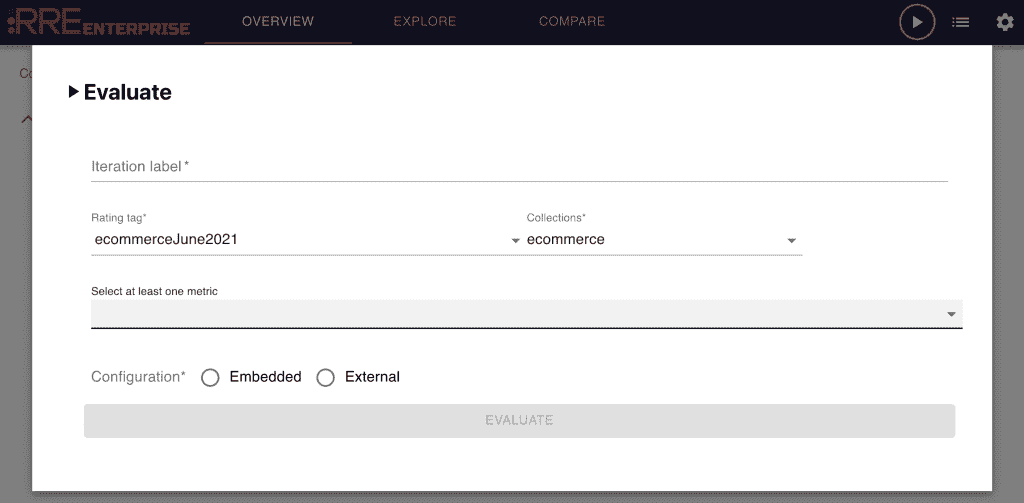 RRE ENTERPRISE OVERVIEW EXPLORE COMPARE
Co
Evaluate
Iteration label *
Rating tag* Collections*
ecommerceJune2021 ecommerce
Select at least one metric
Configuration* Embedded External
EVALUATE